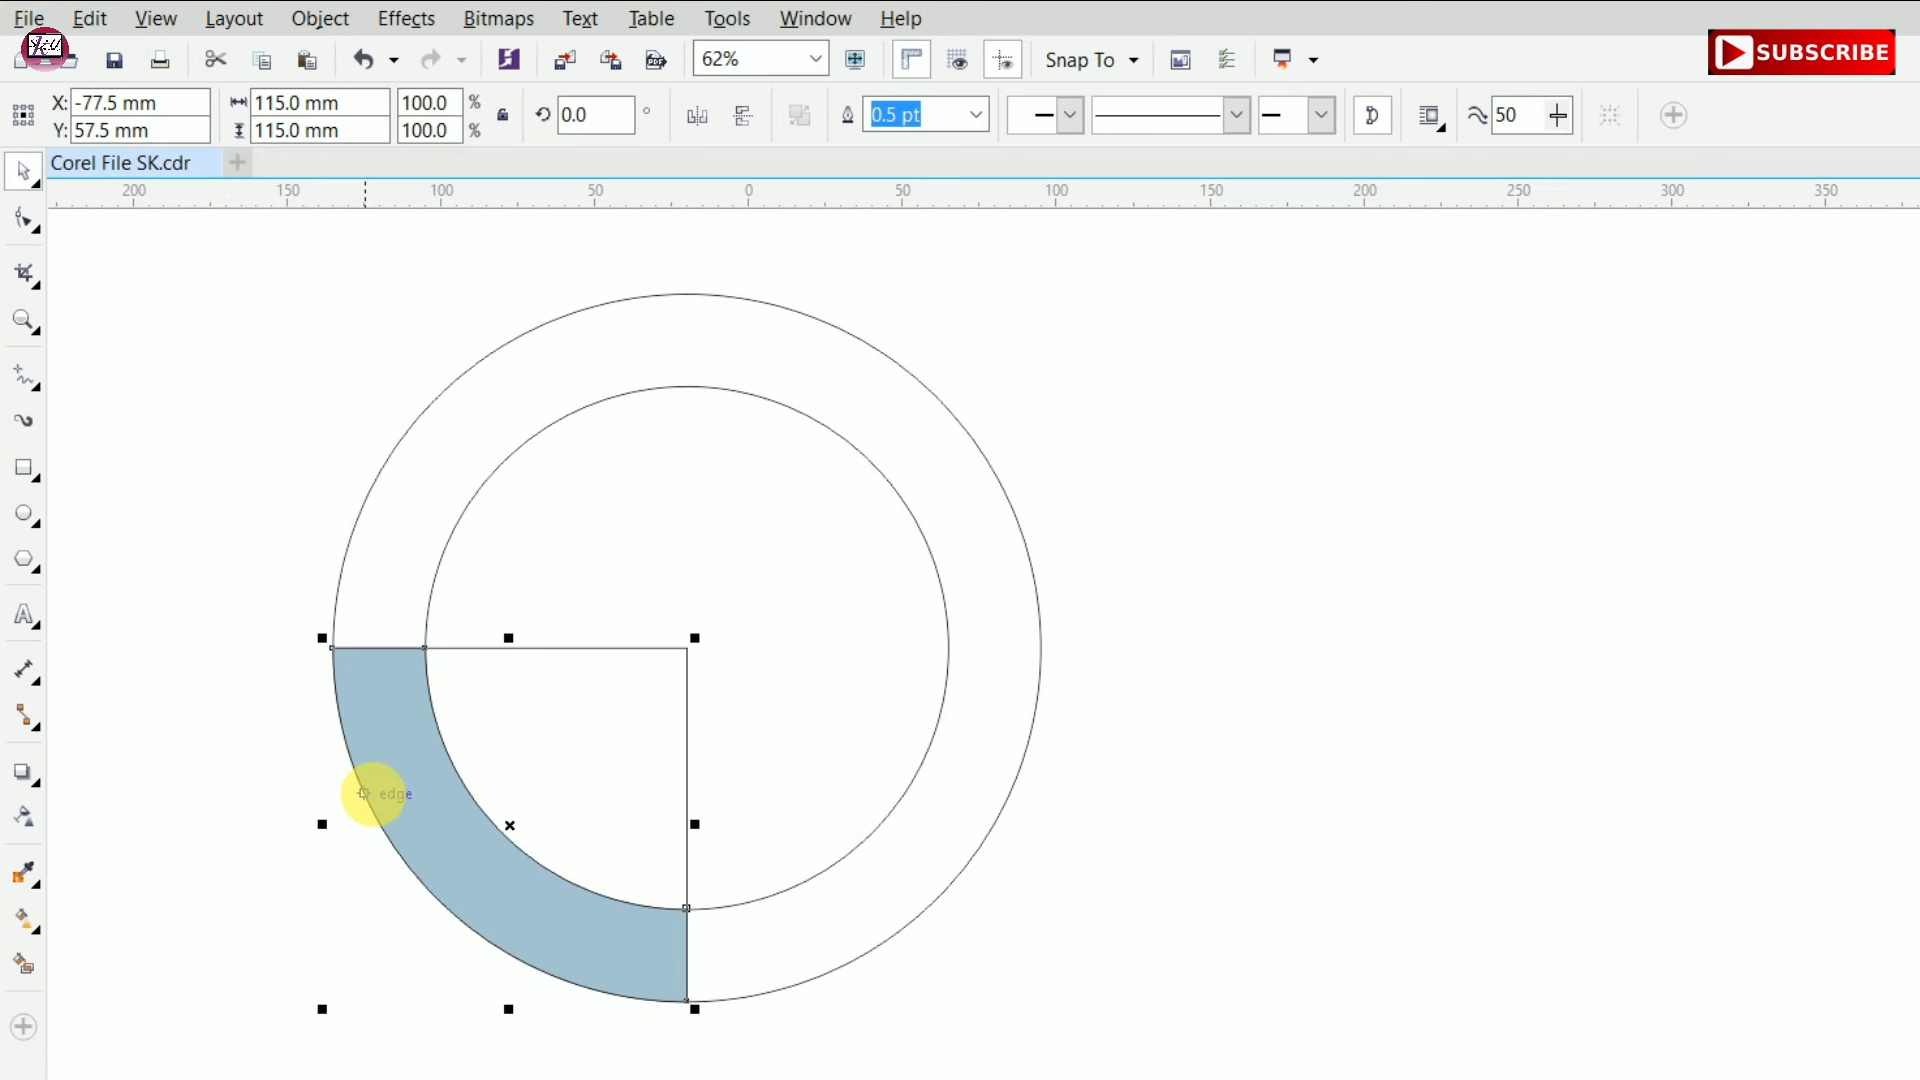 File Edit View Layout Object Effects Bitmaps Text Table Tools Window Help
SUBSCRIBE
62%
Snap To
X: -77.5 mm 115.0 mm 100.0 %
Y: 57.5 mm 115.0 mm 100.0 %
0.0 °
0.5 pt
50
Corel File SK.cdr
200 150 100 50 0 50 100 150 200 250 300 350
edge